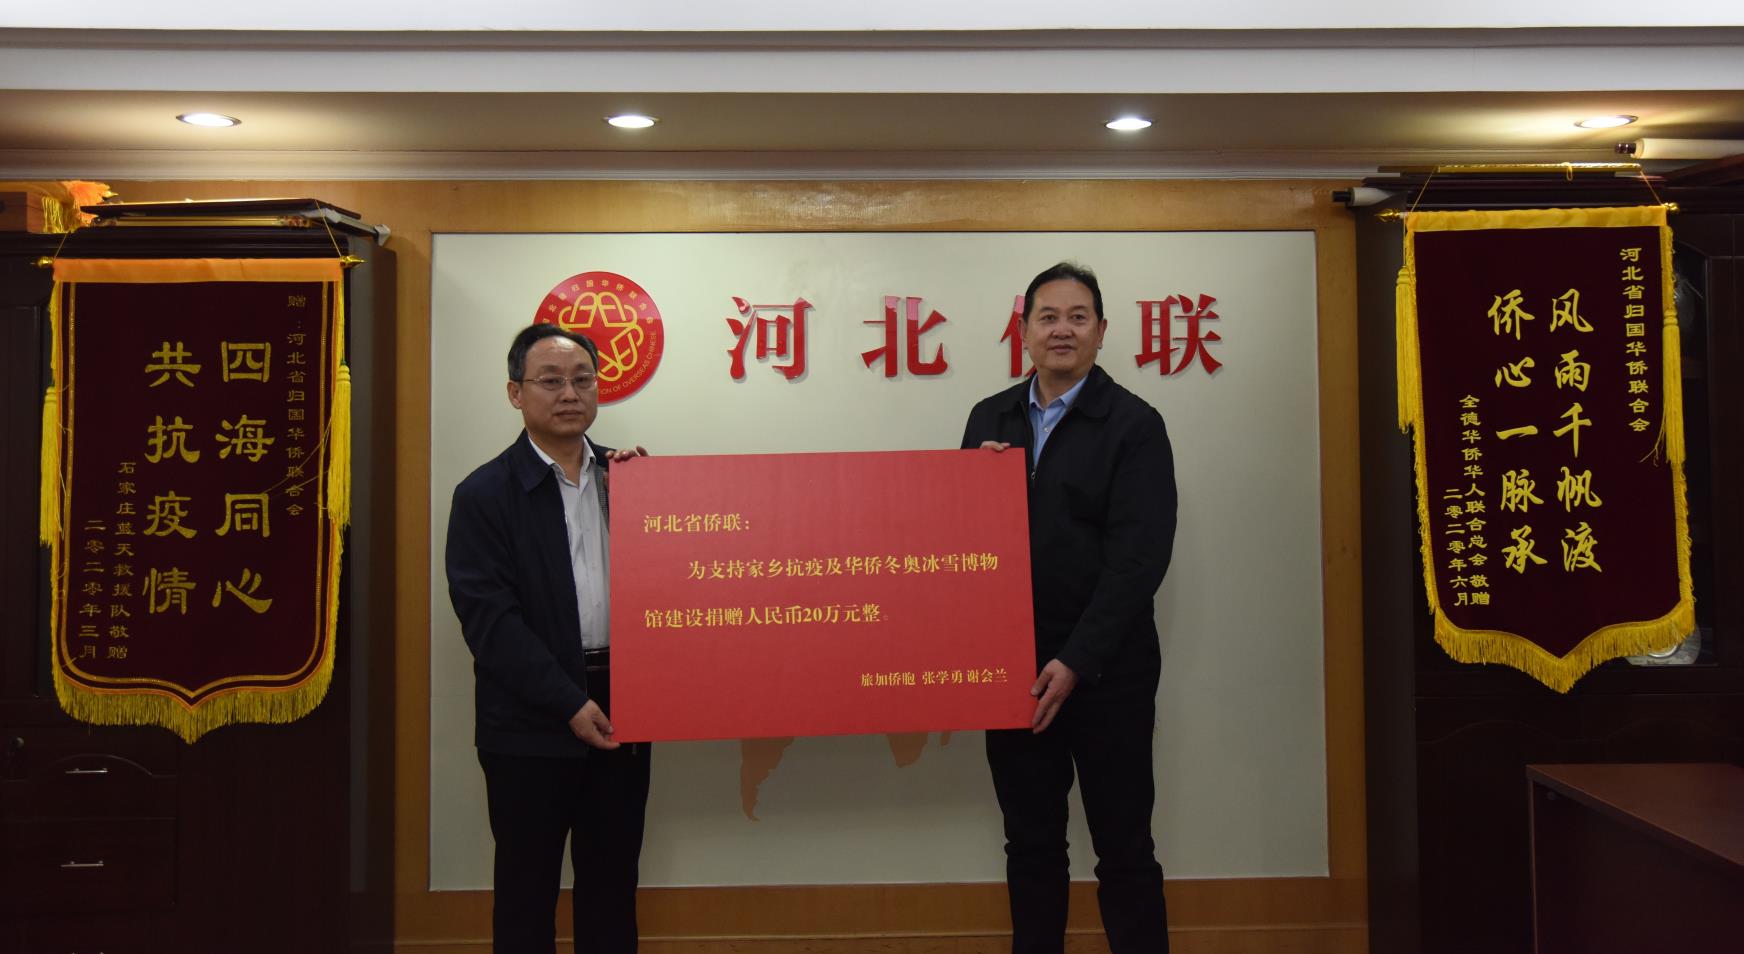 赠：河北省归国华侨联合会
四海同心
共抗疫情
石家庄蓝天救援队敬赠
二零二零年三月
河北侨联
河北省侨联：
为支持家乡抗疫及华侨冬奥冰雪博物
馆建设捐赠人民币20万元整。
旅加侨胞 张学勇 谢会兰
河北省归国华侨联合会
风雨千帆渡
侨心一脉承
全德华侨华人联合总会敬赠
二零二零年六月